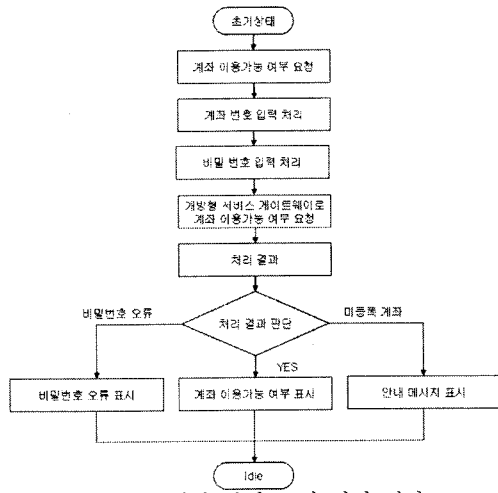 초기상태
계좌 이용가능 여부 요청
계좌 번호 입력 처리
비밀 번호 입력 처리
개방형 서비스 게이트웨이로
계좌 이용가능 여부 요청
처리 결과
비밀번호 오류
처리 결과 판단
미등록 계좌
YES
비밀번호 오류 표시
계좌 이용가능 여부 표시
안내 메시지 표시
Idle